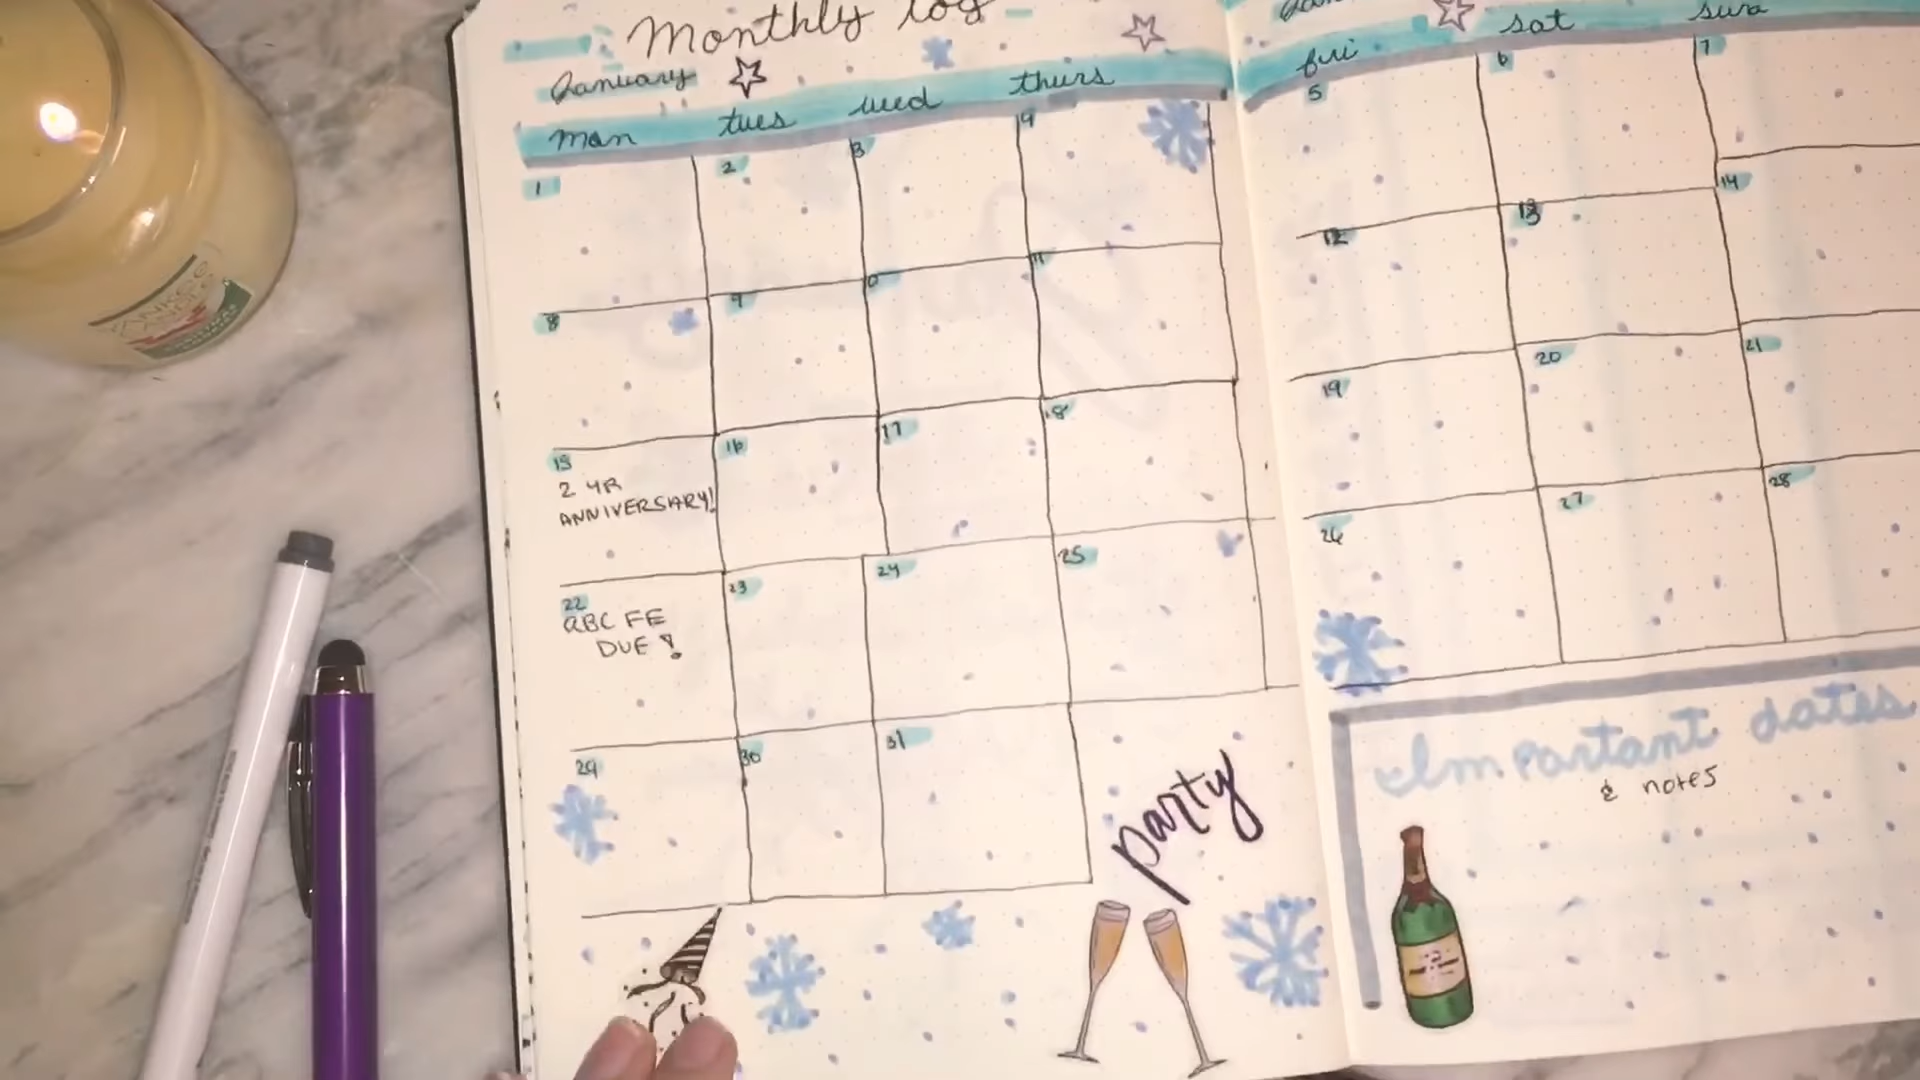 Monthly log
January
mon tues wed thurs fri sat sun
1 2 3 4 5 6 7
8 9 10 11 12 13 14
15 16 17 18 19 20 21
2 YR
ANNIVERSARY!
22 23 24 25 26 27 28
ABC FE
DUE!
29 30 31
party
Important dates
& notes
YANKEE
CANDLE